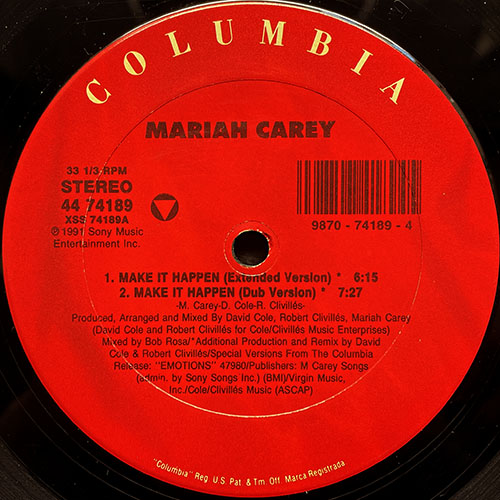 COLUMBIA
MARIAH CAREY
33 1/3 RPM
STEREO
44 74189
XSS 74189A
℗ 1991 Sony Music
Entertainment Inc.
9870 - 74189 - 4
1. MAKE IT HAPPEN (Extended Version) * 6:15
2. MAKE IT HAPPEN (Dub Version) * 7:27
-M. Carey-D. Cole-R. Clivillés-
Produced, Arranged and Mixed By David Cole, Robert Clivillés, Mariah Carey
(David Cole and Robert Clivillés for Cole/Clivillés Music Enterprises)
Mixed by Bob Rosa/*Additional Production and Remix by David
Cole & Robert Clivillés/Special Versions From The Columbia
Release: "EMOTIONS" 47980/Publishers: M Carey Songs
(admin. by Sony Songs Inc.) (BMI)/Virgin Music,
Inc./Cole/Clivillés Music (ASCAP)
"Columbia" Reg. U.S. Pat. & Tm. Off. Marca Registrada